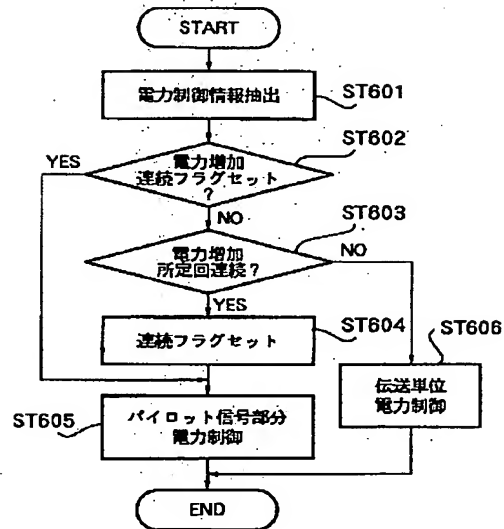 START
電力制御情報抽出
ST601
ST602
YES
電力増加
連続フラグセット
?
NO
ST603
電力増加
所定回連続?
NO
YES
ST604
連続フラグセット
ST606
伝送単位
電力制御
ST605
パイロット信号部分
電力制御
END